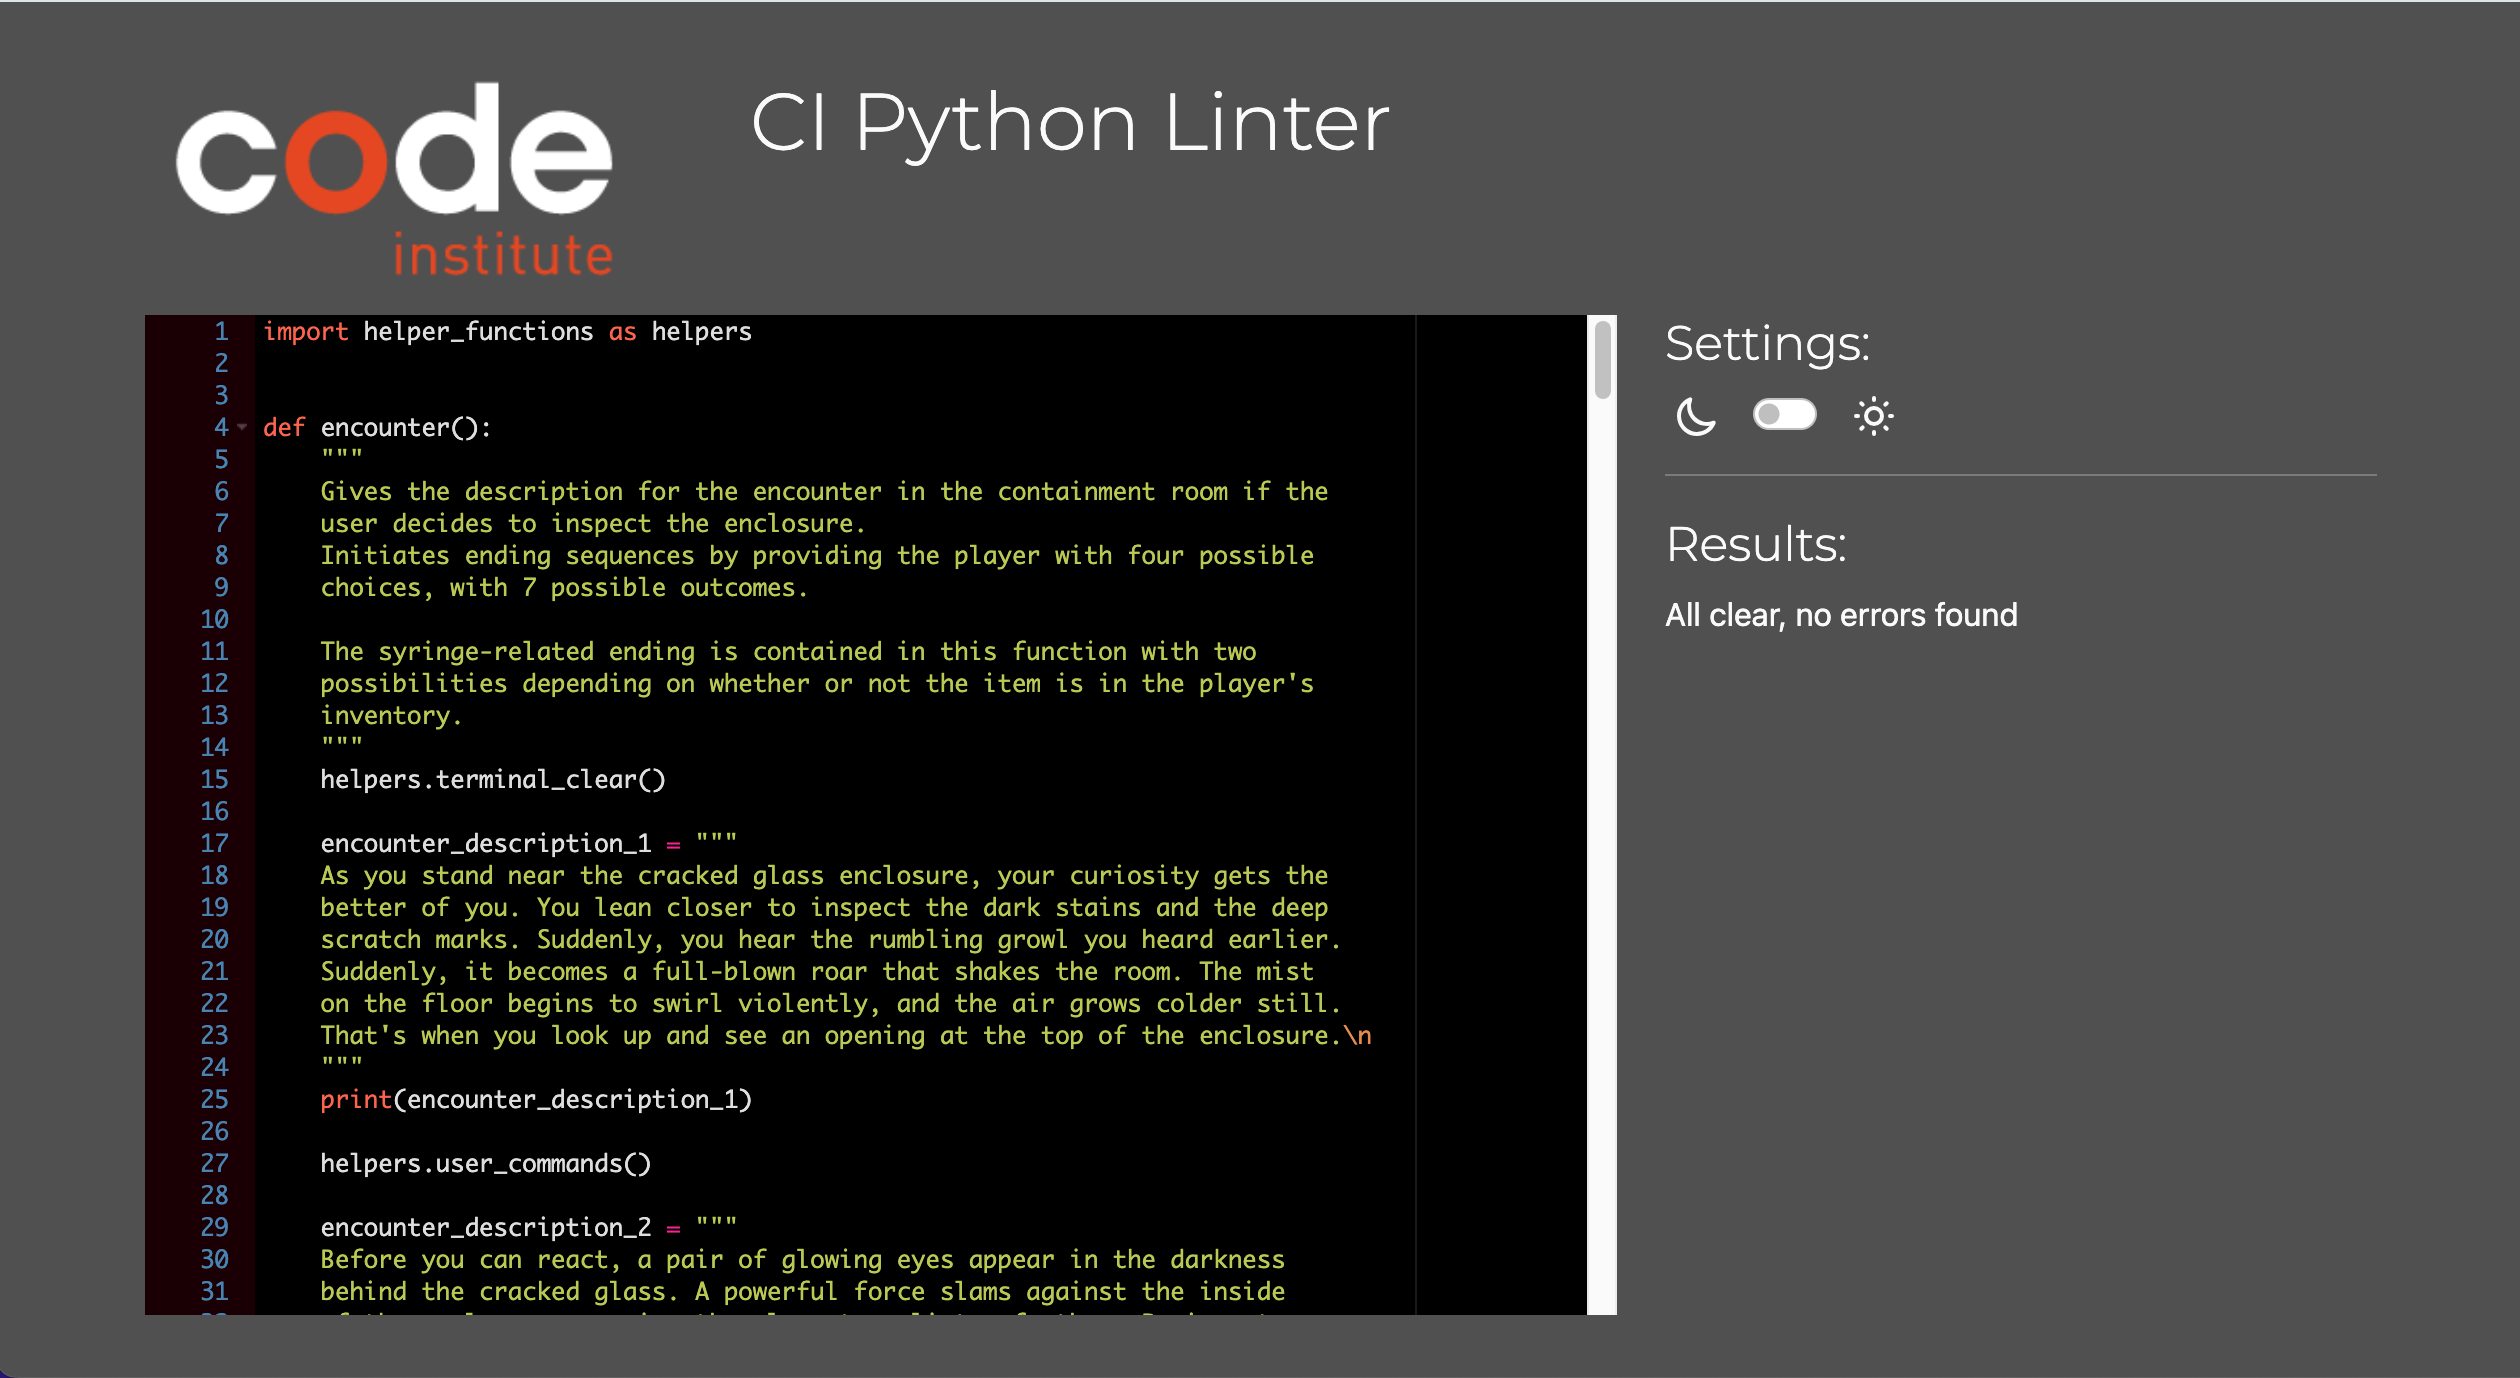 code
institute
CI Python Linter
1 import helper_functions as helpers
2
3
4 def encounter():
5 """
6 Gives the description for the encounter in the containment room if the
7 user decides to inspect the enclosure.
8 Initiates ending sequences by providing the player with four possible
9 choices, with 7 possible outcomes.
10
11 The syringe-related ending is contained in this function with two
12 possibilities depending on whether or not the item is in the player's
13 inventory.
14 """
15 helpers.terminal_clear()
16
17 encounter_description_1 = """
18 As you stand near the cracked glass enclosure, your curiosity gets the
19 better of you. You lean closer to inspect the dark stains and the deep
20 scratch marks. Suddenly, you hear the rumbling growl you heard earlier.
21 Suddenly, it becomes a full-blown roar that shakes the room. The mist
22 on the floor begins to swirl violently, and the air grows colder still.
23 That's when you look up and see an opening at the top of the enclosure.\n
24 """
25 print(encounter_description_1)
26
27 helpers.user_commands()
28
29 encounter_description_2 = """
30 Before you can react, a pair of glowing eyes appear in the darkness
31 behind the cracked glass. A powerful force slams against the inside
Settings:
Results:
All clear, no errors found